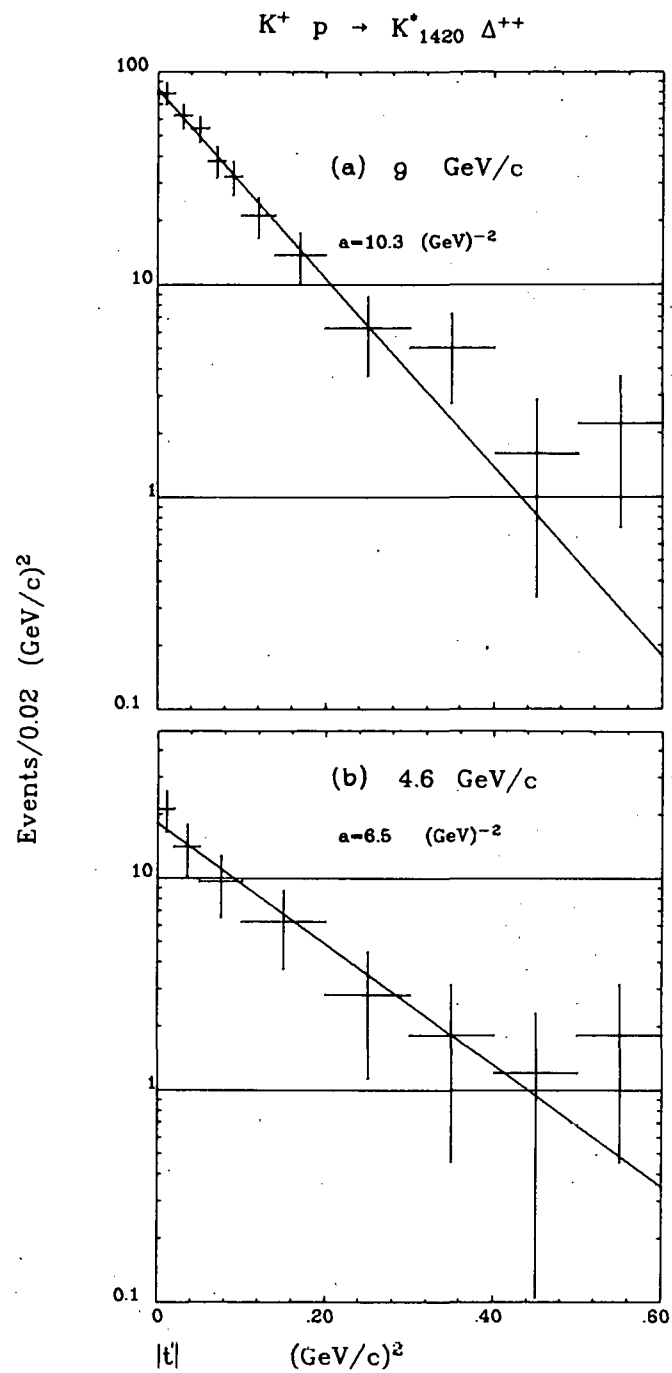 K⁺ p → K*₁₄₂₀ Δ⁺⁺
100
(a) 9 GeV/c
a=10.3 (GeV)⁻²
10
1
0.1
Events/0.02 (GeV/c)²
(b) 4.6 GeV/c
a=6.5 (GeV)⁻²
10
1
0.1
0 .20 .40 .60
|t'| (GeV/c)²